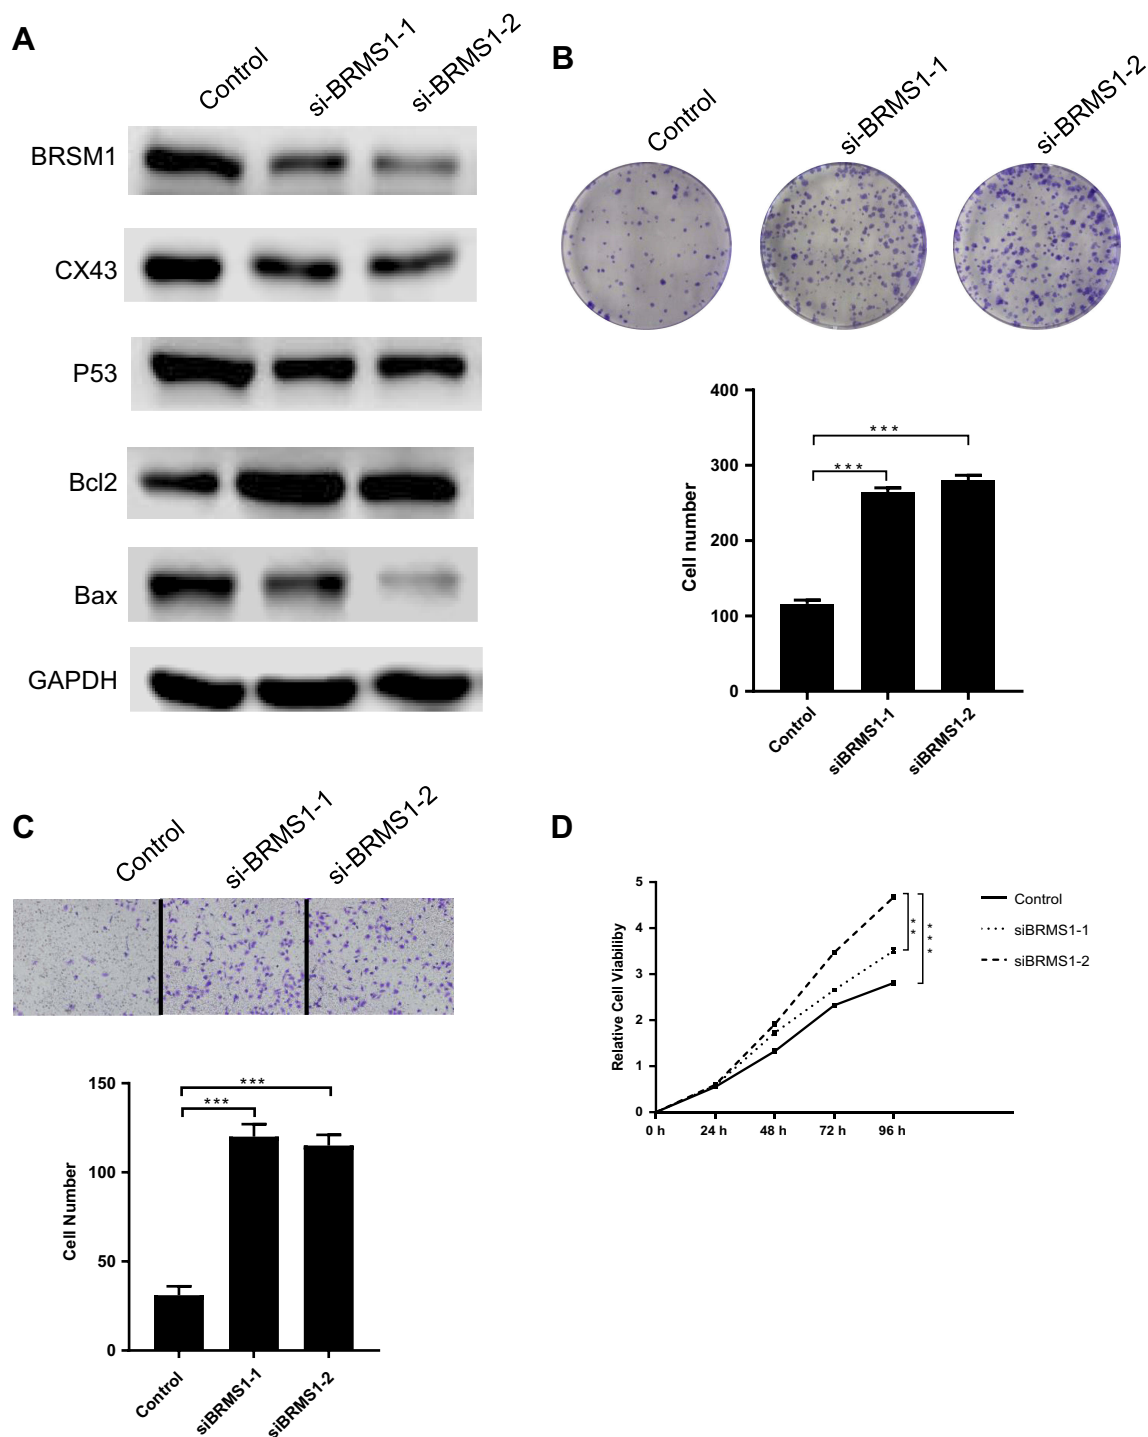 A
Control
si-BRMS1-1
si-BRMS1-2
BRSM1
CX43
P53
Bcl2
Bax
GAPDH
B
Control
si-BRMS1-1
si-BRMS1-2
400
300
200
100
0
Cell number
***
***
Control
siBRMS1-1
siBRMS1-2
C
Control
si-BRMS1-1
si-BRMS1-2
150
100
50
0
Cell Number
***
***
Control
siBRMS1-1
siBRMS1-2
D
5
4
3
2
1
0
Relative Cell Viabiliby
0 h
24 h
48 h
72 h
96 h
**
***
Control
siBRMS1-1
siBRMS1-2